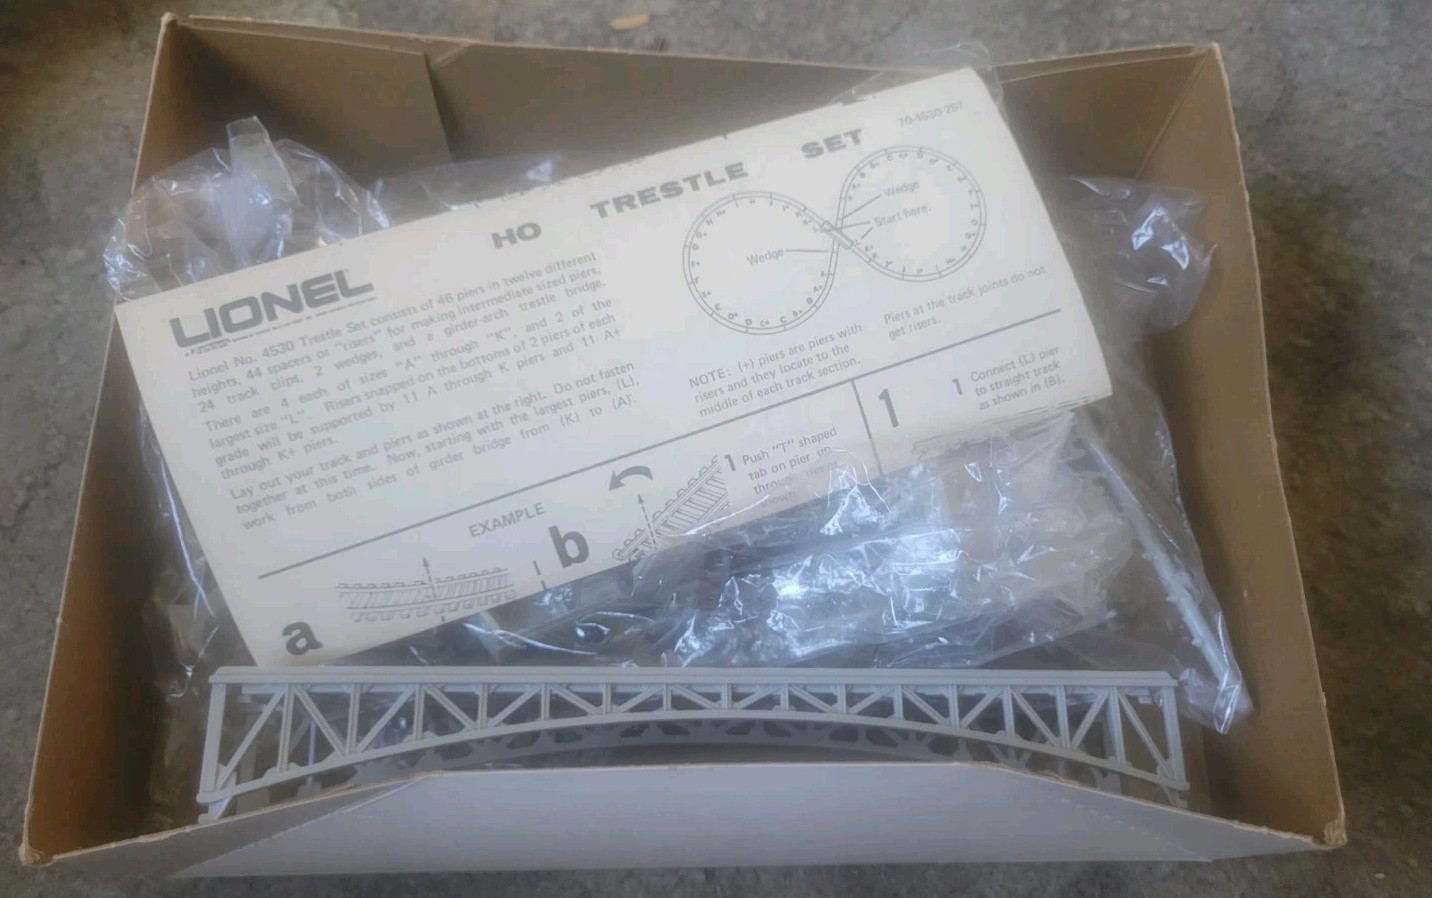 70-4530-257
HO TRESTLE SET
LIONEL
Lionel No. 4530 Trestle Set consists of 46 piers in twelve different
heights, 44 spacers or "risers" for making intermediate sized piers,
24 track clips, 2 wedges, and a girder-arch trestle bridge,
There are 4 each of sizes "A" through "K", and 2 of the
largest size "L". Risers snapped on the bottoms of 2 piers of each
grade will be supported by 11 A through K piers and 11 A+
through K+ piers.
Lay out your track and piers as shown at the right. Do not fasten
together at this time. Now, starting with the largest piers, (L),
work from both sides of girder bridge from (K) to (A).
Wedge
Start here.
Wedge
NOTE: (+) piers are piers with
risers and they locate to the
middle of each track section.
Piers at the track joints do not
get risers.
EXAMPLE
a
b
1 Push "T" shaped
tab on pier up
through
1
1 Connect (L) pier
to straight track
as shown in (B).